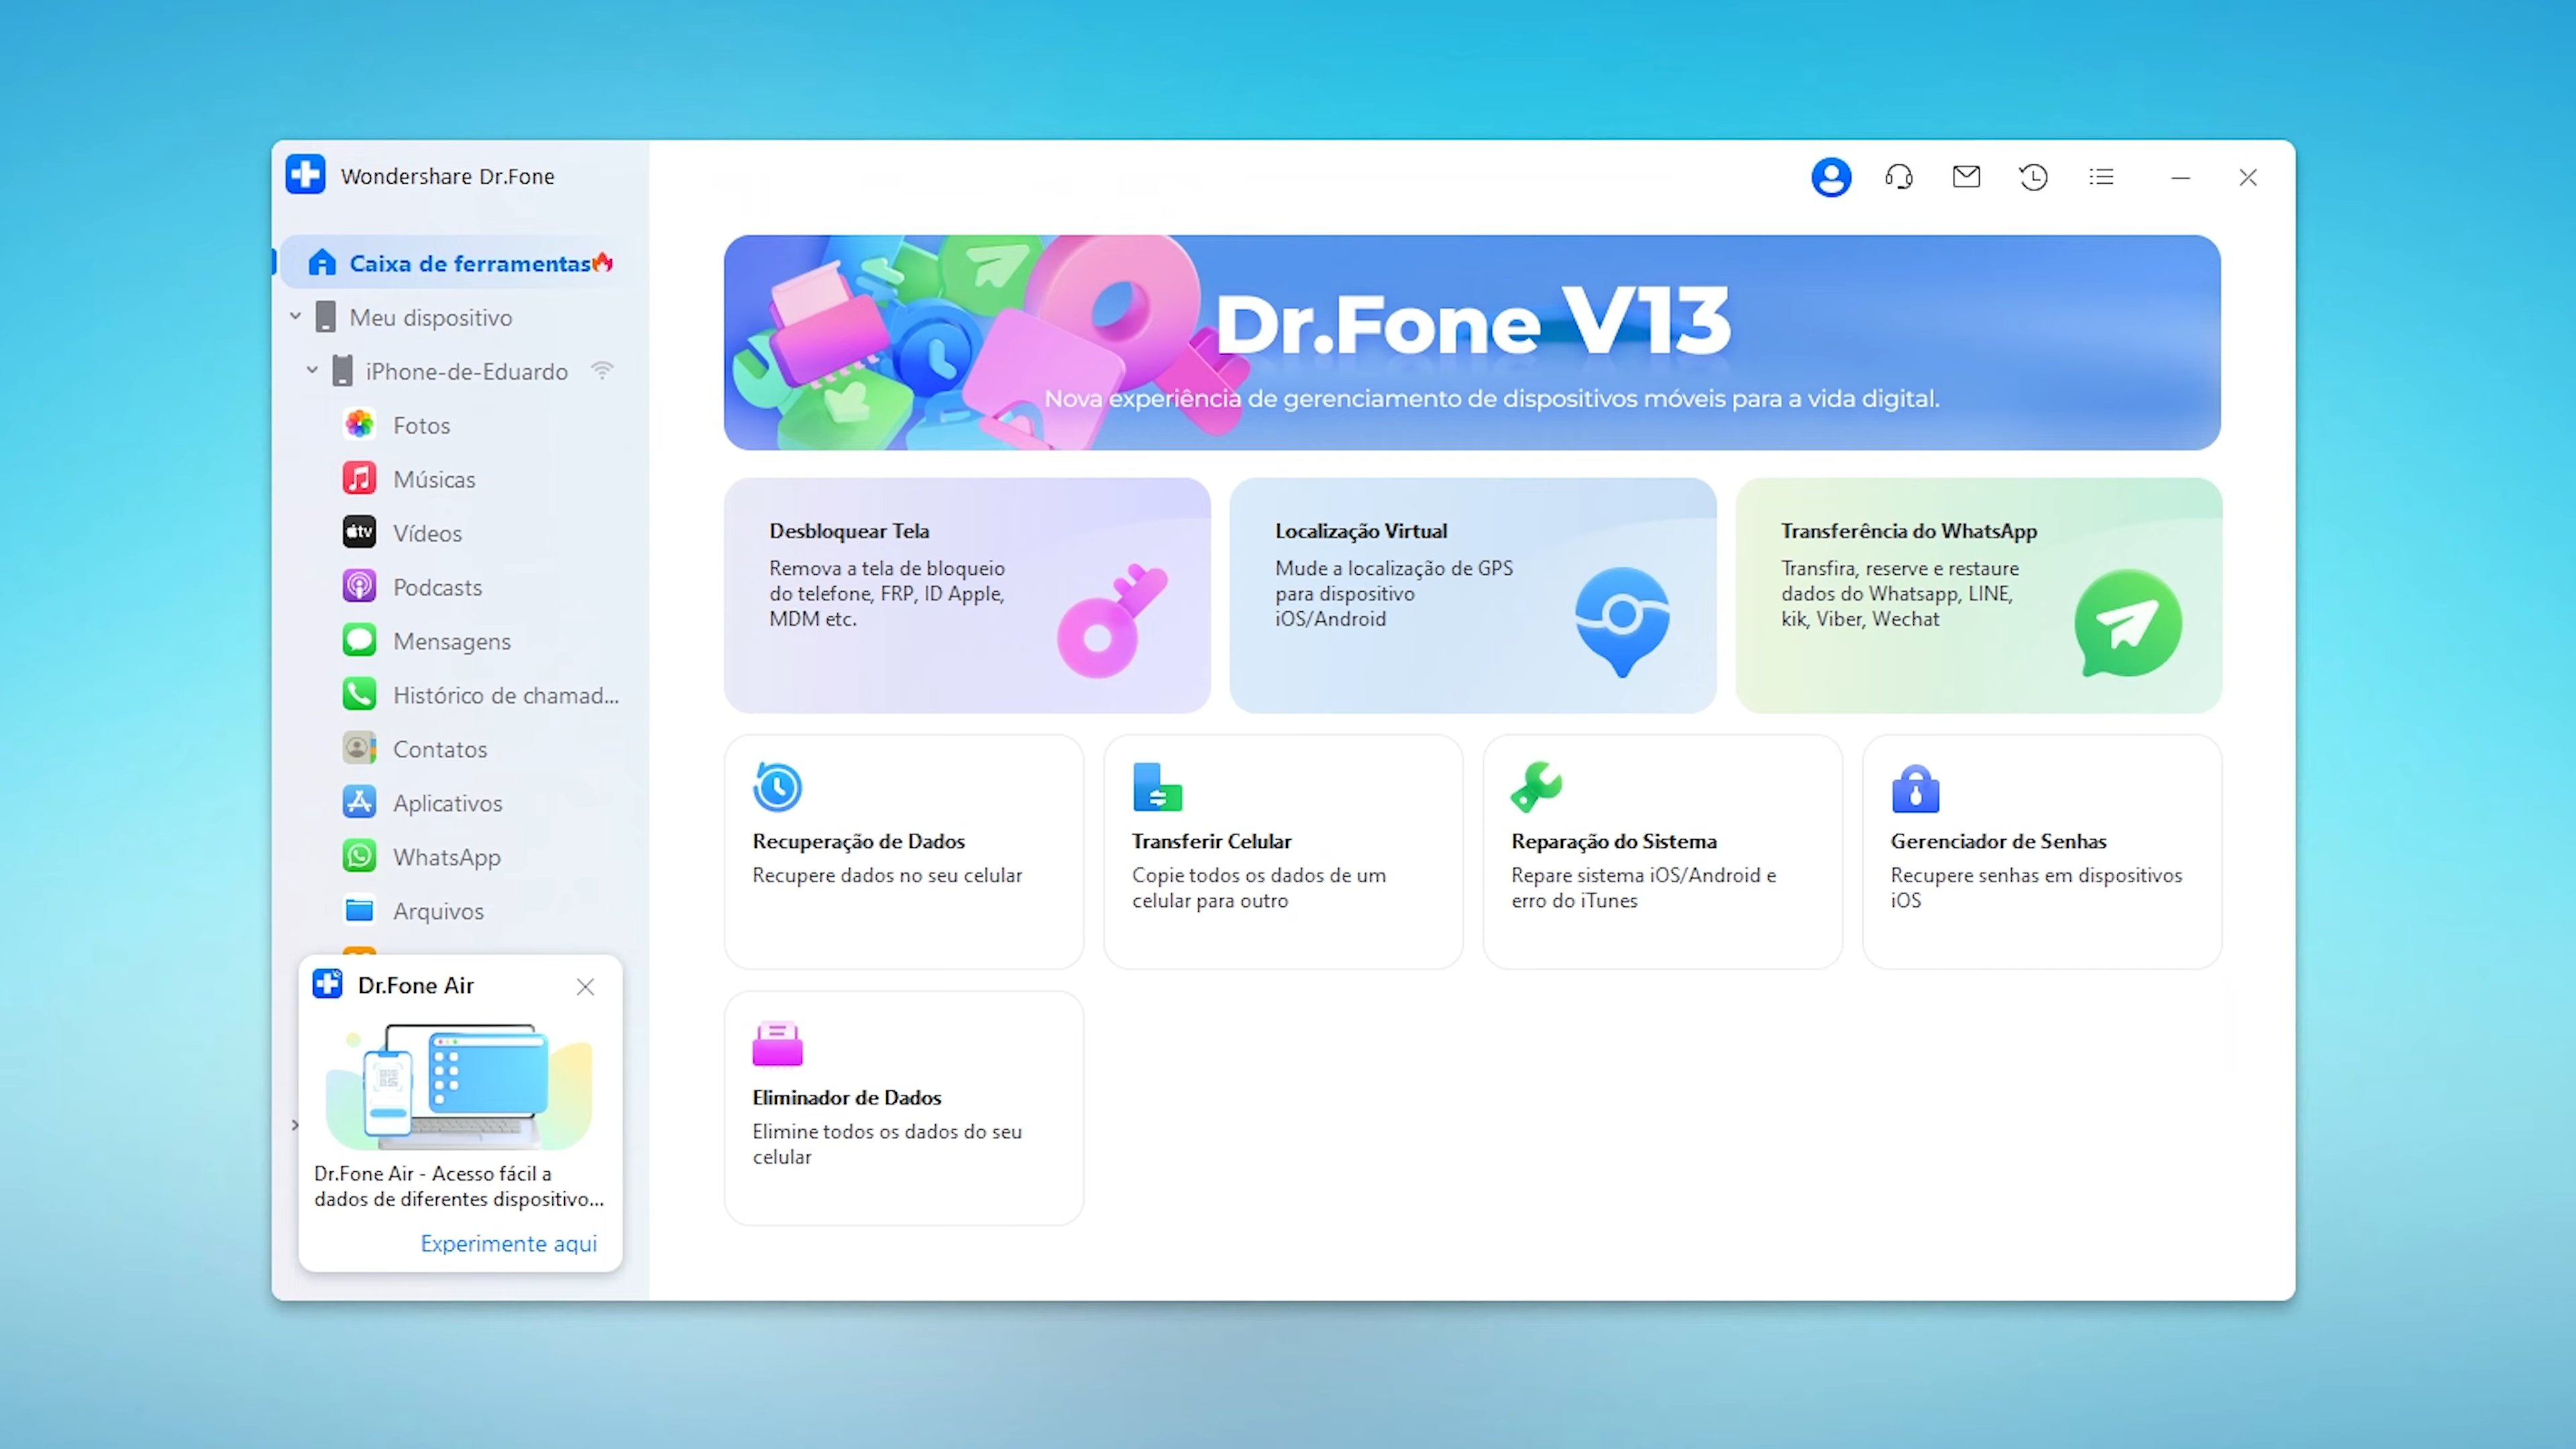 Wondershare Dr.Fone
Caixa de ferramentas
Meu dispositivo
iPhone-de-Eduardo
Fotos
Músicas
tv
Vídeos
Podcasts
Mensagens
Histórico de chamad...
Contatos
Aplicativos
WhatsApp
Arquivos
Dr.Fone Air
Dr.Fone Air - Acesso fácil a
dados de diferentes dispositivo...
Experimente aqui
Dr.Fone V13
Nova experiência de gerenciamento de dispositivos móveis para a vida digital.
Desbloquear Tela
Remova a tela de bloqueio
do telefone, FRP, ID Apple,
MDM etc.
Localização Virtual
Mude a localização de GPS
para dispositivo
iOS/Android
Transferência do WhatsApp
Transfira, reserve e restaure
dados do Whatsapp, LINE,
kik, Viber, Wechat
Recuperação de Dados
Recupere dados no seu celular
Transferir Celular
Copie todos os dados de um
celular para outro
Reparação do Sistema
Repare sistema iOS/Android e
erro do iTunes
Gerenciador de Senhas
Recupere senhas em dispositivos
iOS
Eliminador de Dados
Elimine todos os dados do seu
celular